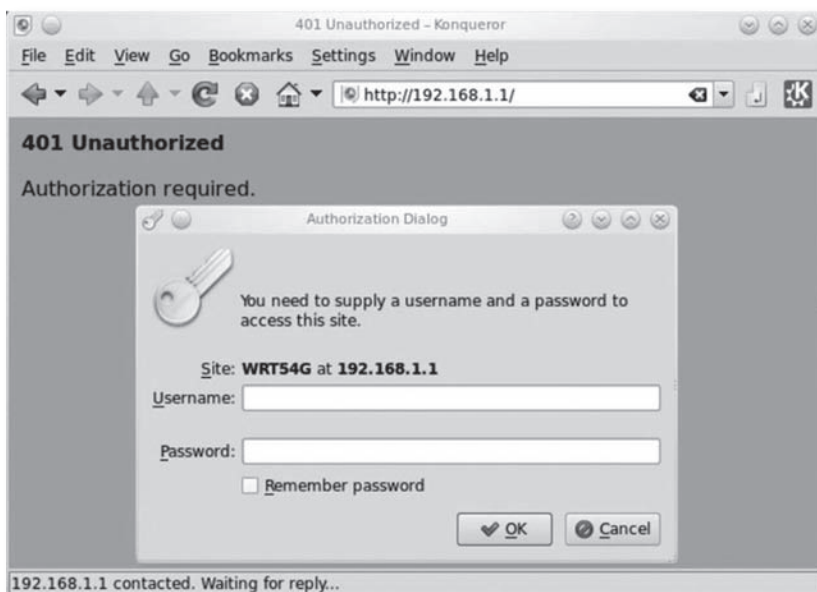 401 Unauthorized – Konqueror
File Edit View Go Bookmarks Settings Window Help
http://192.168.1.1/
401 Unauthorized
Authorization required.
Authorization Dialog
You need to supply a username and a password to
access this site.
Site: WRT54G at 192.168.1.1
Username:
Password:
Remember password
OK Cancel
192.168.1.1 contacted. Waiting for reply...